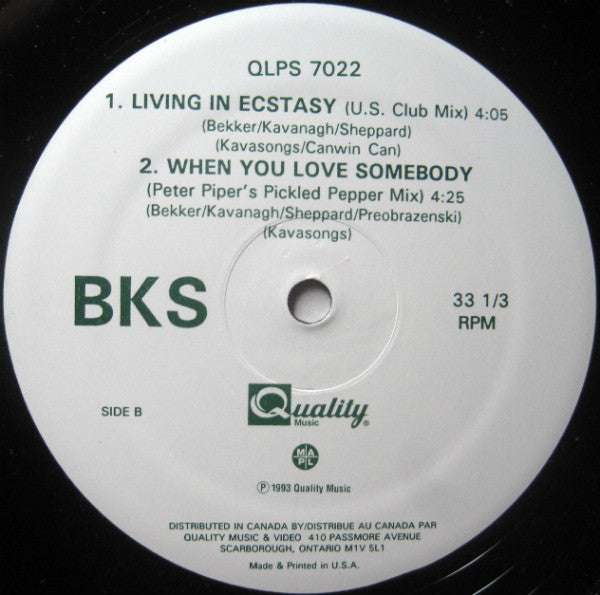 QLPS 7022
1. LIVING IN ECSTASY (U.S. Club Mix) 4:05
(Bekker/Kavanagh/Sheppard)
(Kavasongs/Canwin Can)
2. WHEN YOU LOVE SOMEBODY
(Peter Piper's Pickled Pepper Mix) 4:25
(Bekker/Kavanagh/Sheppard/Preobrazenski)
(Kavasongs)
BKS
33 1/3
RPM
SIDE B
Quality®
Music
MAPL
℗ 1993 Quality Music
DISTRIBUTED IN CANADA BY/DISTRIBUE AU CANADA PAR
QUALITY MUSIC & VIDEO 410 PASSMORE AVENUE
SCARBOROUGH, ONTARIO M1V 5L1
Made & Printed in U.S.A.